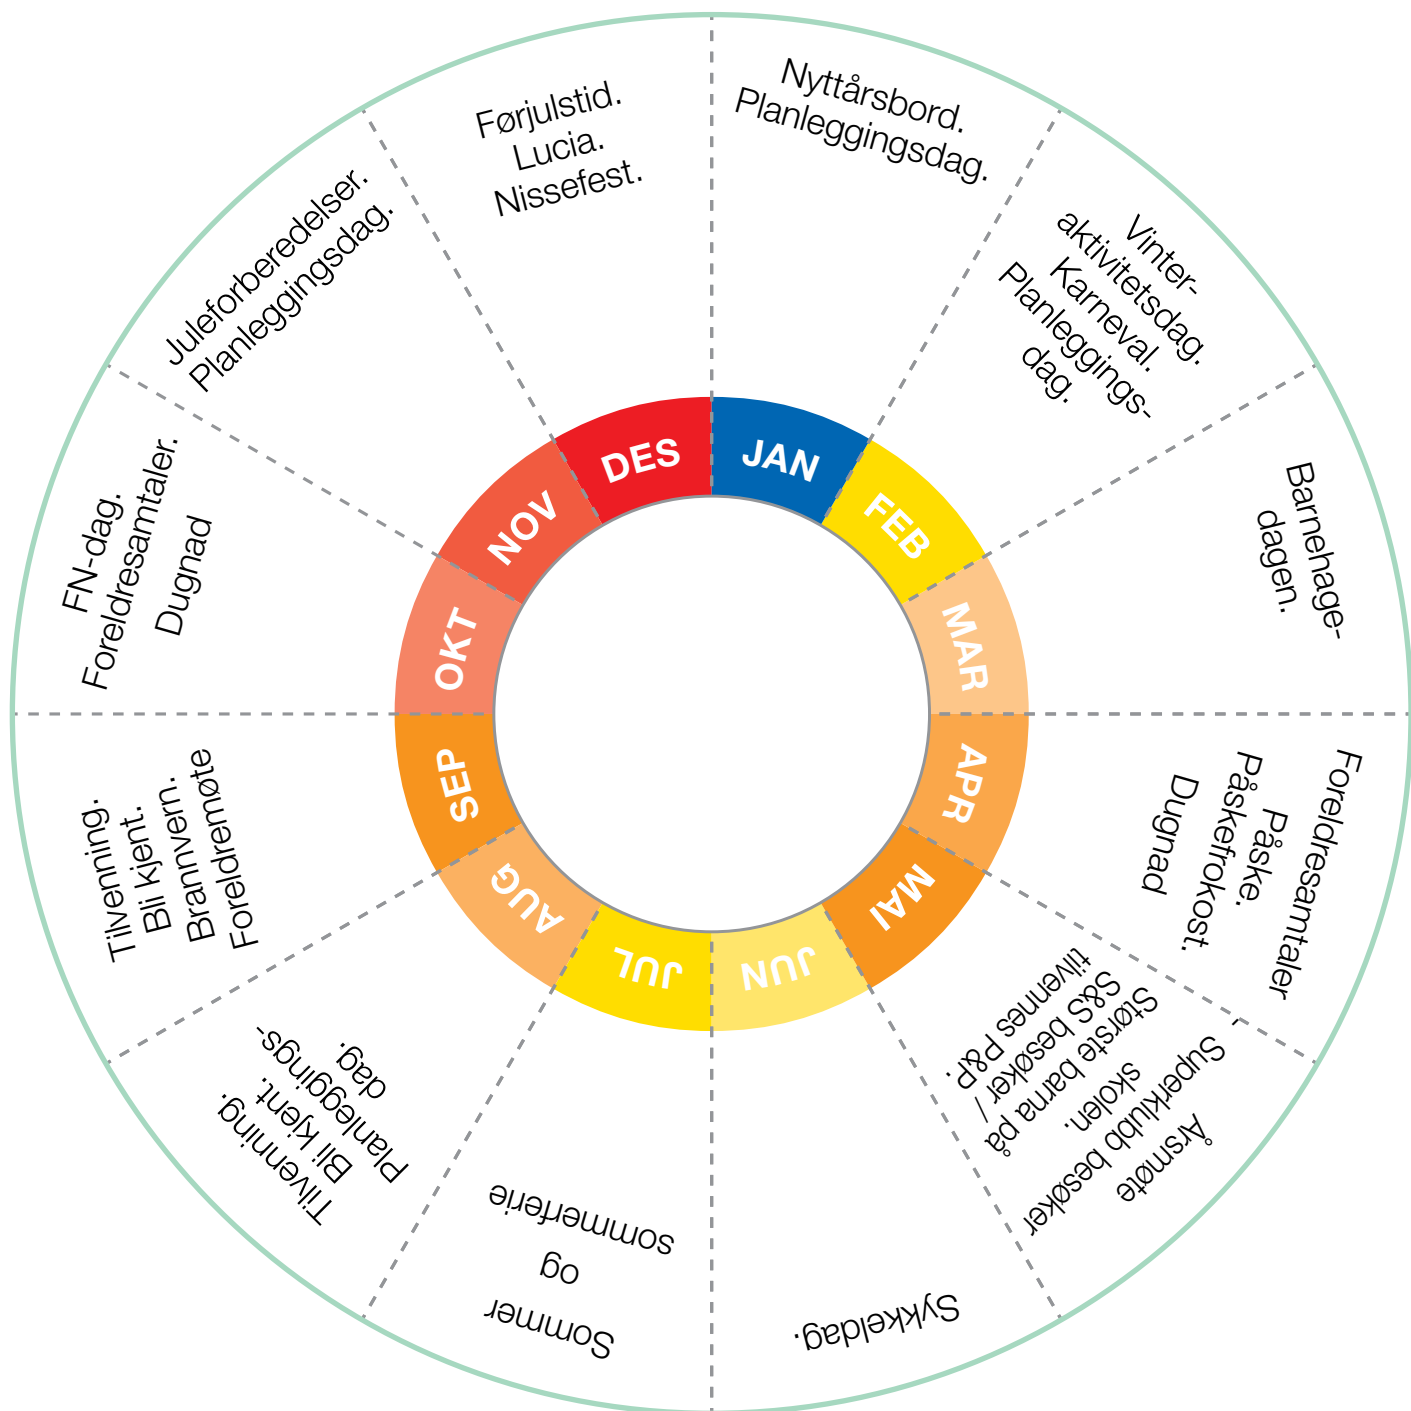 Nyttårsbord.
Planleggingsdag.
JAN
Vinter-
aktivitetsdag.
Karneval.
Planleggings-
dag.
FEB
Barnehage-
dagen.
MAR
Foreldresamtaler
Påske.
Påskefrokost.
Dugnad
APR
Årsmøte
Superklubb besøker
skolen.
Største barna på
S&S besøker /
tilvennes P&P.
MAI
Sykkeldag.
JUN
Sommer
og
sommerferie
JUL
Tilvenning.
Bli kjent.
Planleggings-
dag.
AUG
Tilvenning.
Bli kjent.
Brannvern.
Foreldremøte
SEP
FN-dag.
Foreldresamtaler.
Dugnad
OKT
Juleforberedelser.
Planleggingsdag.
NOV
Førjulstid.
Lucia.
Nissefest.
DES